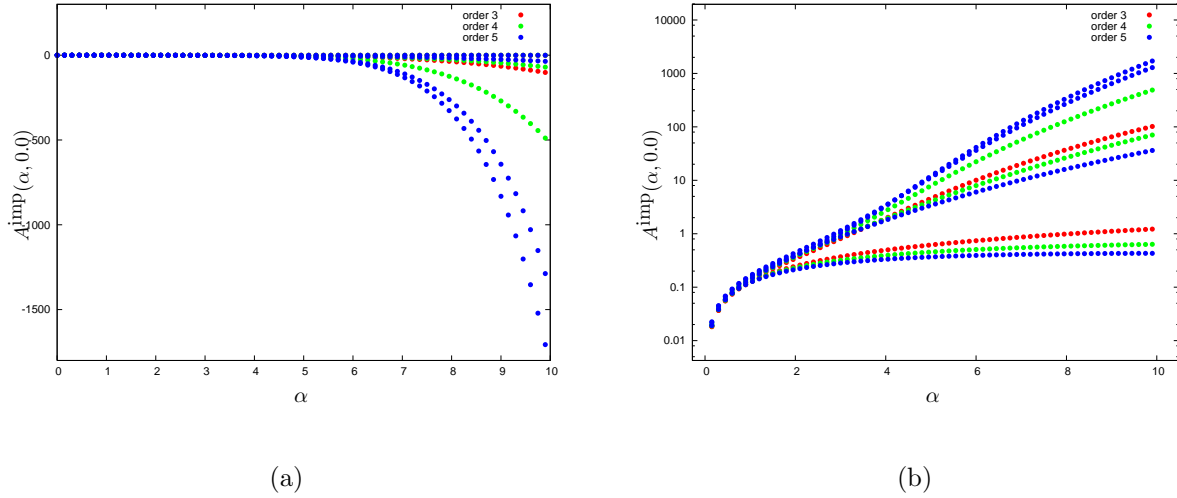 order 3
order 4
order 5
0
-500
-1000
-1500
0 1 2 3 4 5 6 7 8 9 10
A^imp(α, 0.0)
α
(a)
order 3
order 4
order 5
10000
1000
100
10
1
0.1
0.01
0 2 4 6 8 10
A^imp(α, 0.0)
α
(b)